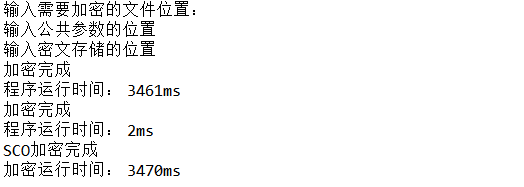 输入需要加密的文件位置：
输入公共参数的位置
输入密文存储的位置
加密完成
程序运行时间： 3461ms
加密完成
程序运行时间： 2ms
SCO加密完成
加密运行时间： 3470ms